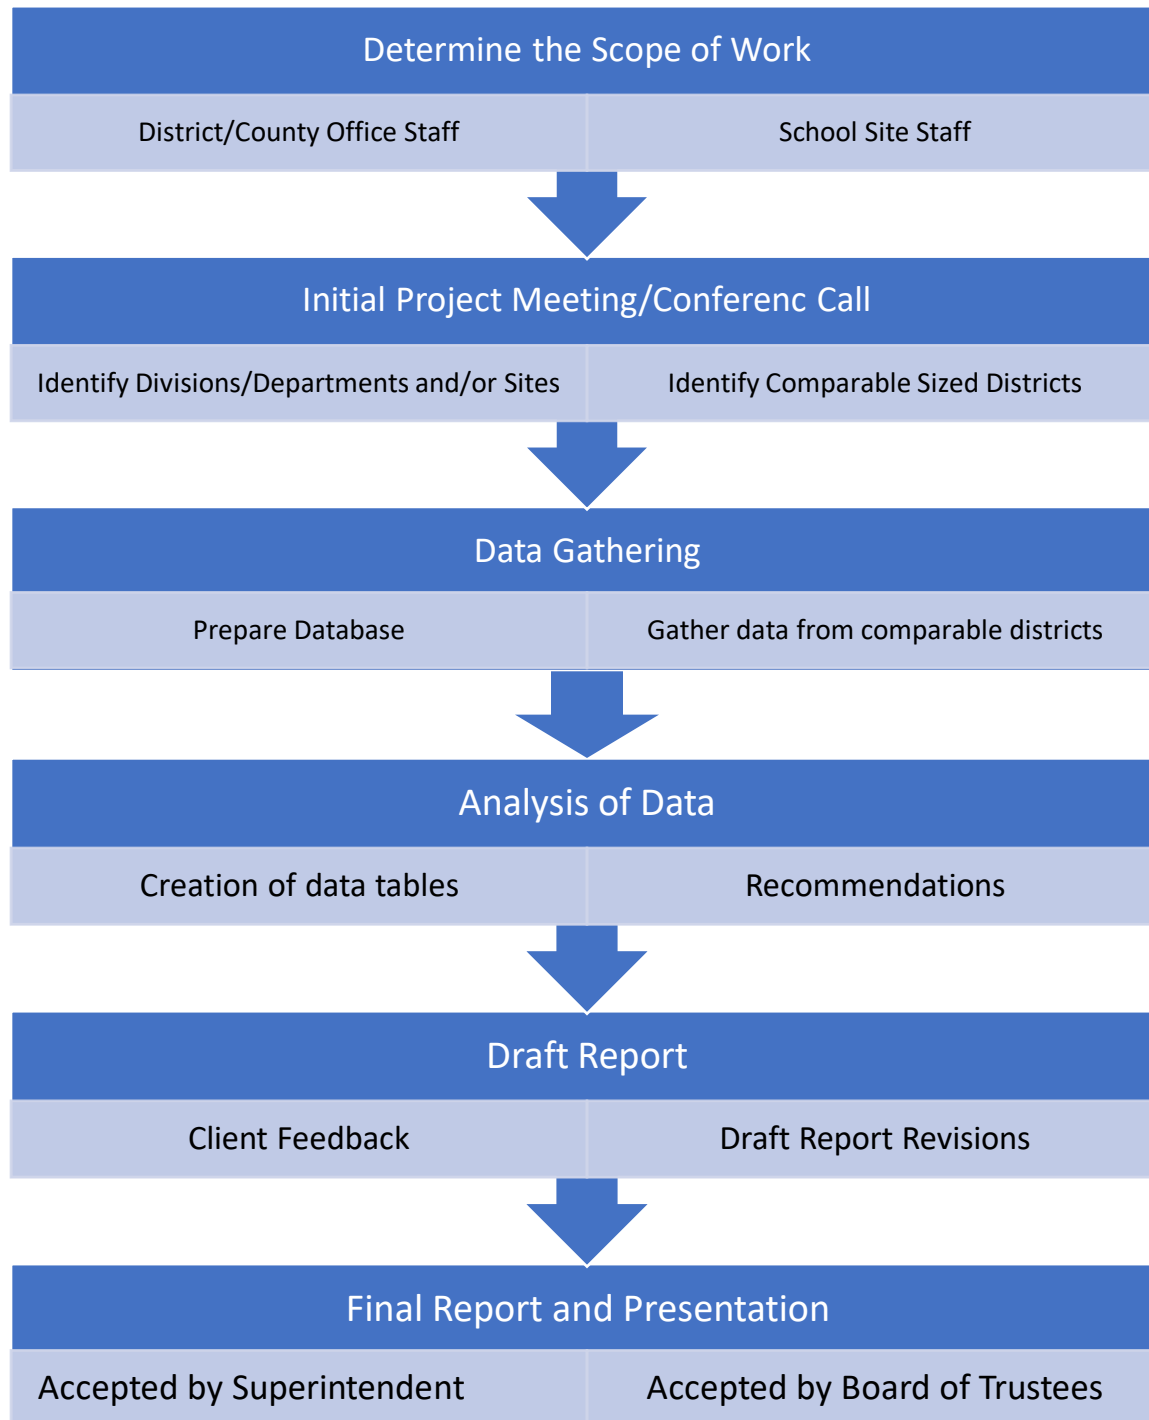 Determine the Scope of Work
District/County Office Staff
School Site Staff
Initial Project Meeting/Conferenc Call
Identify Divisions/Departments and/or Sites
Identify Comparable Sized Districts
Data Gathering
Prepare Database
Gather data from comparable districts
Analysis of Data
Creation of data tables
Recommendations
Draft Report
Client Feedback
Draft Report Revisions
Final Report and Presentation
Accepted by Superintendent
Accepted by Board of Trustees